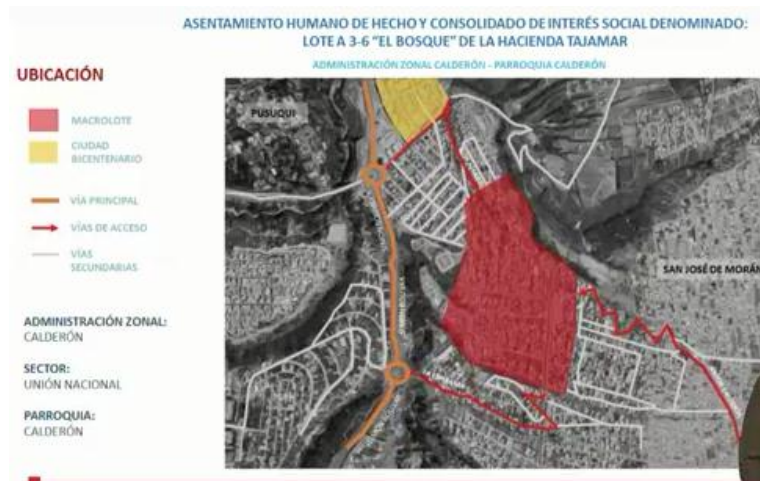 ASENTAMIENTO HUMANO DE HECHO Y CONSOLIDADO DE INTERÉS SOCIAL DENOMINADO:
LOTE A 3-6 "EL BOSQUE" DE LA HACIENDA TAJAMAR
ADMINISTRACIÓN ZONAL CALDERÓN - PARROQUIA CALDERÓN
UBICACIÓN
MACROLOTE
CIUDAD
BICENTENARIO
VÍA PRINCIPAL
VÍAS DE ACCESO
VÍAS
SECUNDARIAS
ADMINISTRACIÓN ZONAL:
CALDERÓN
SECTOR:
UNIÓN NACIONAL
PARROQUIA:
CALDERÓN
PUSUQUI
SAN JOSÉ DE MORÁN